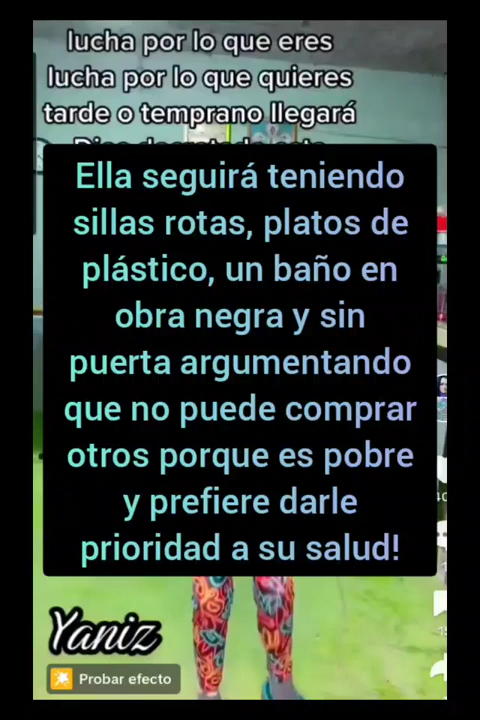 lucha por lo que eres
lucha por lo que quieres
tarde o temprano llegará
Ella seguirá teniendo
sillas rotas, platos de
plástico, un baño en
obra negra y sin
puerta argumentando
que no puede comprar
otros porque es pobre
y prefiere darle
prioridad a su salud!
Yaniz
Probar efecto